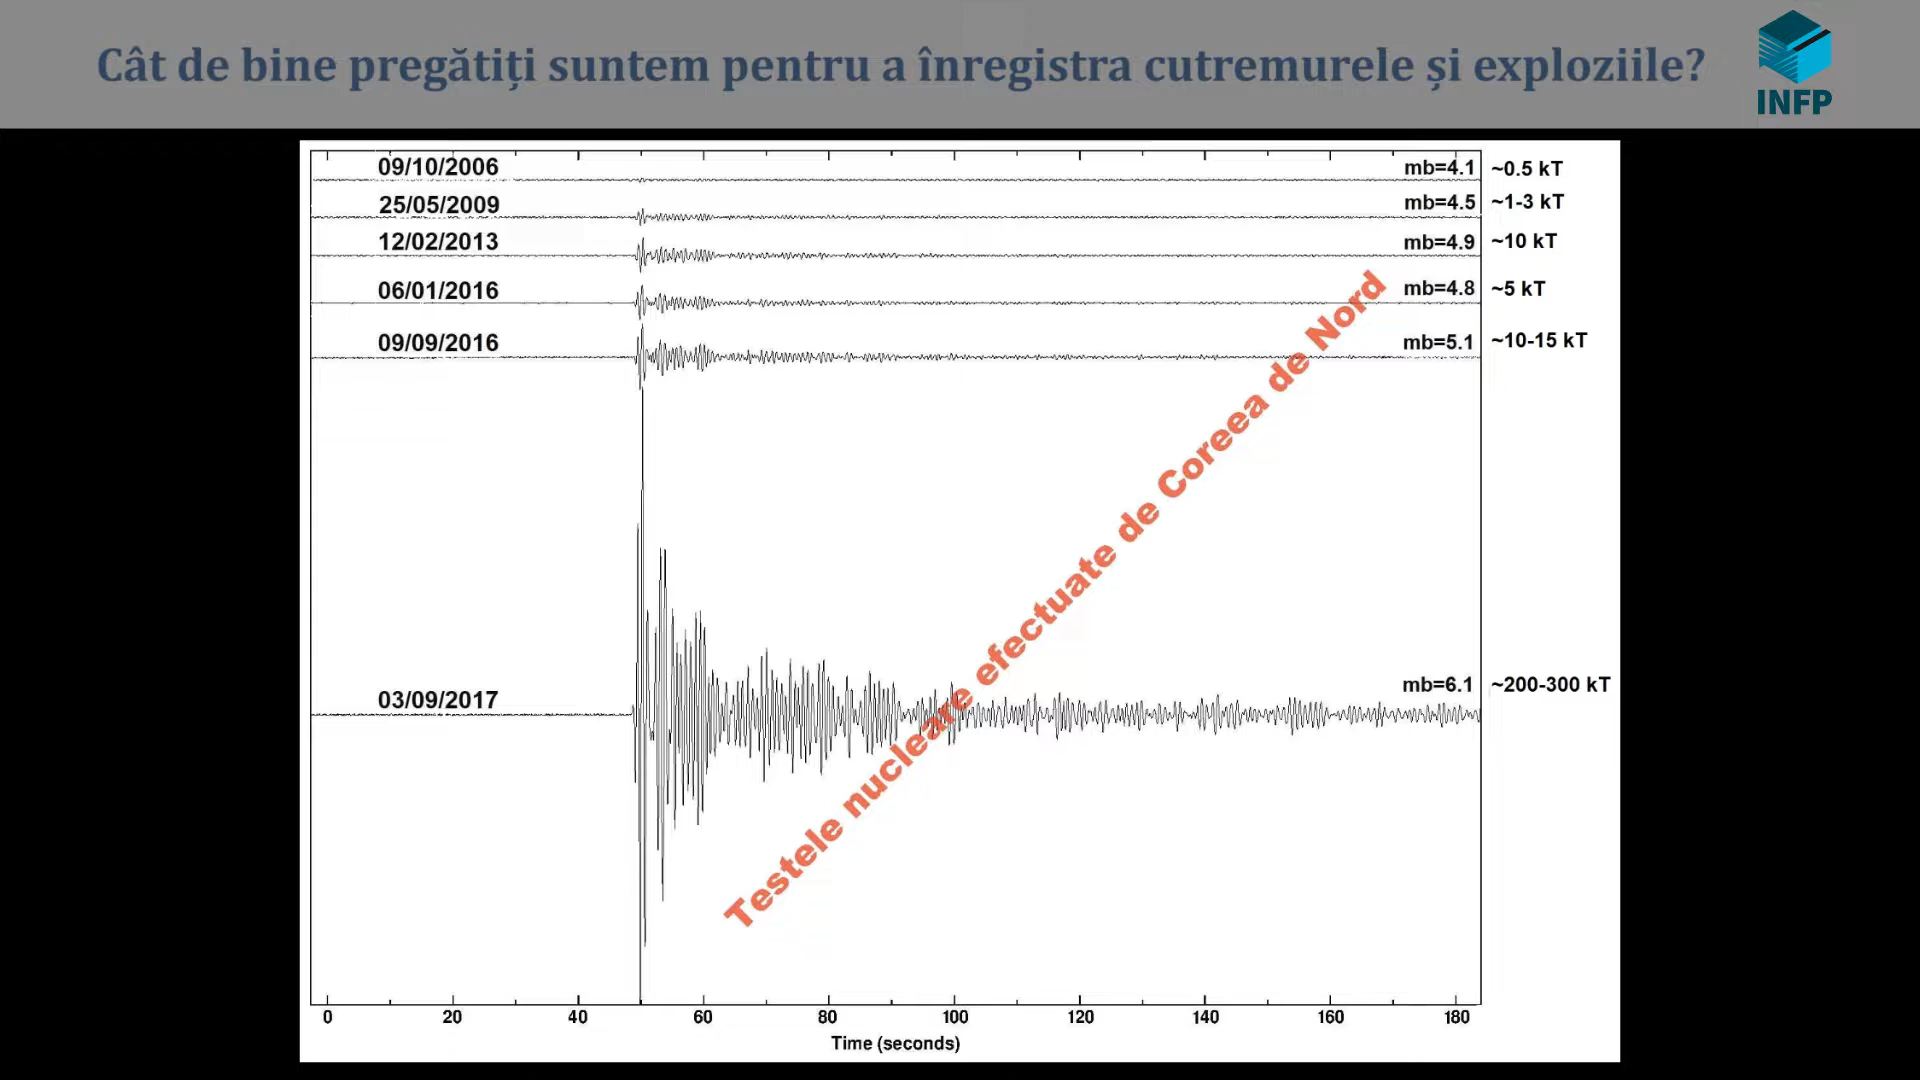 Cât de bine pregătiți suntem pentru a înregistra cutremurele și exploziile?
INFP
09/10/2006 mb=4.1 ~0.5 kT
25/05/2009 mb=4.5 ~1-3 kT
12/02/2013 mb=4.9 ~10 kT
06/01/2016 mb=4.8 ~5 kT
09/09/2016 mb=5.1 ~10-15 kT
03/09/2017 mb=6.1 ~200-300 kT
Testele nucleare efectuate de Coreea de Nord
0 20 40 60 80 100 120 140 160 180
Time (seconds)